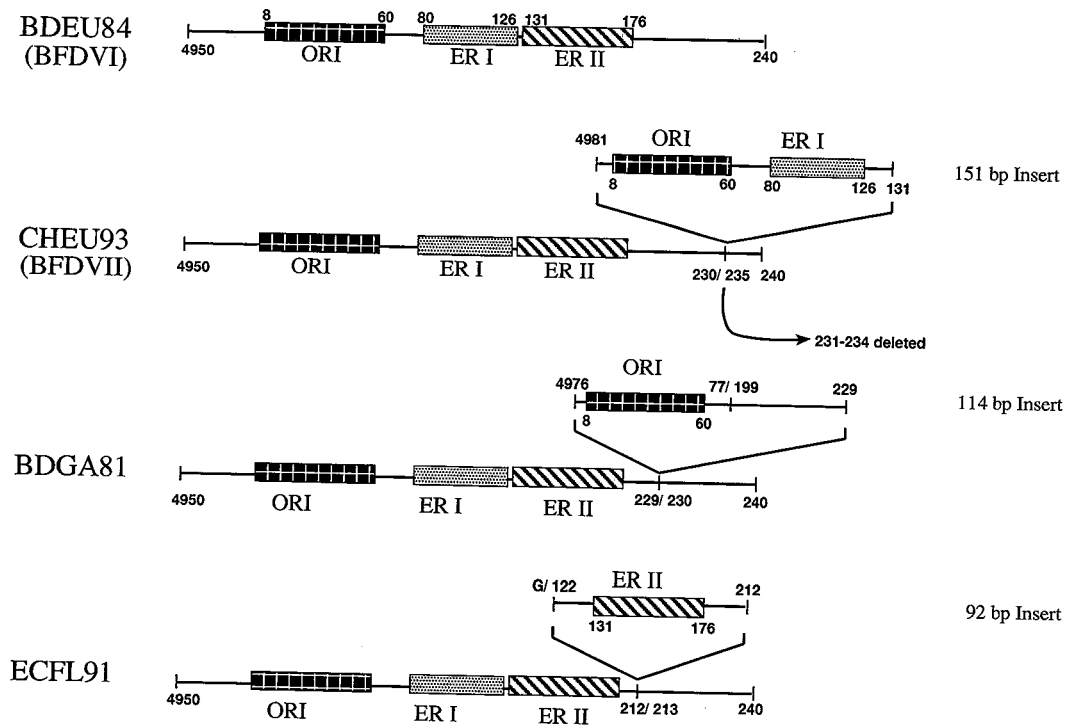 BDEU84
(BFDVI)
8 60 80 126 131 176
4950 ORI ER I ER II 240
4981 ORI ER I
8 60 80 126 131
151 bp Insert
CHEU93
(BFDVII)
4950 ORI ER I ER II 230/ 235 240
231-234 deleted
ORI
4976 77/ 199 229
8 60
114 bp Insert
BDGA81
4950 ORI ER I ER II 229/ 230 240
ER II
G/ 122 212
131 176
92 bp Insert
ECFL91
4950 ORI ER I ER II 212/ 213 240